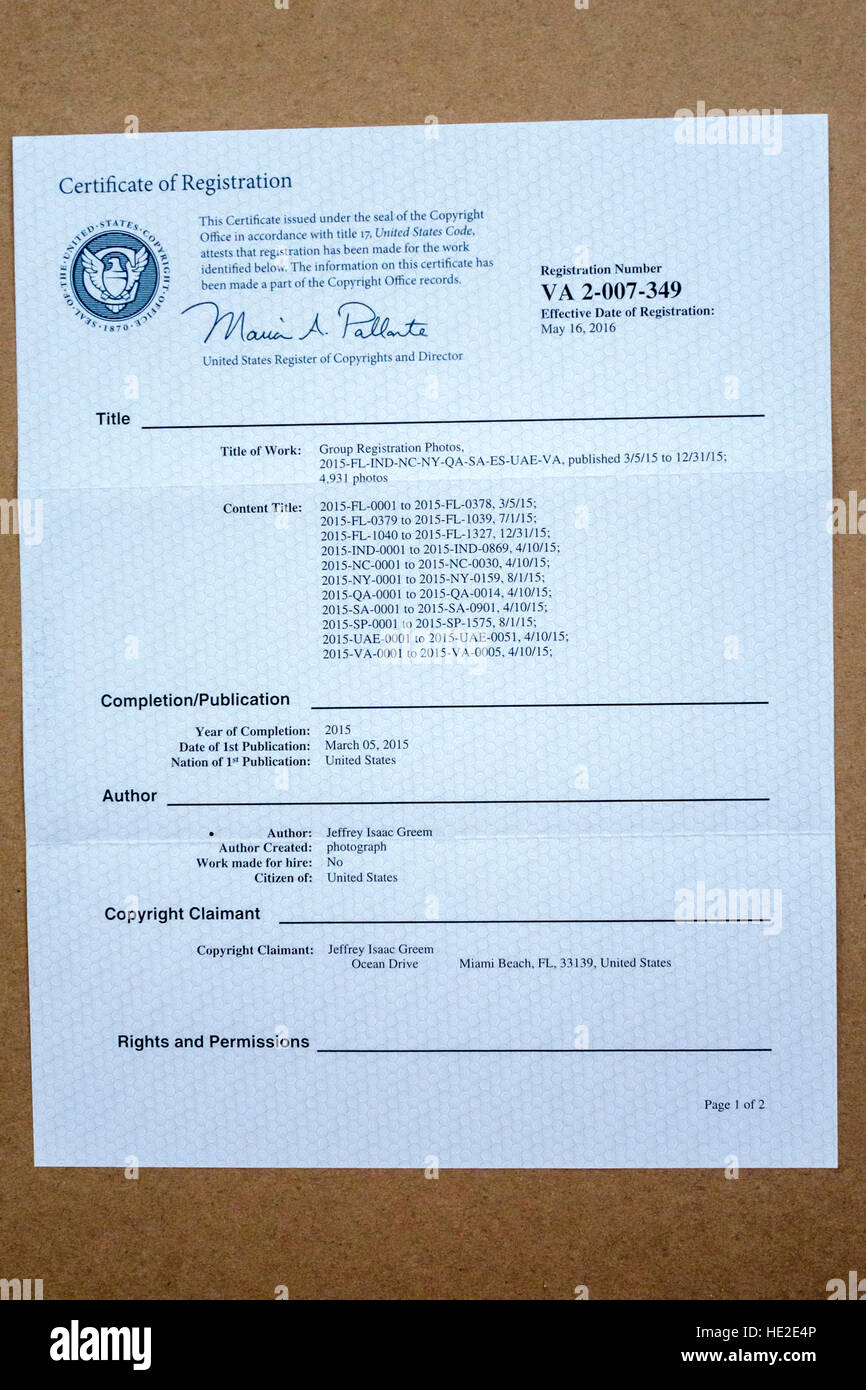 Certificate of Registration
SEAL OF THE UNITED STATES COPYRIGHT OFFICE
1870
This Certificate issued under the seal of the Copyright
Office in accordance with title 17, United States Code,
attests that registration has been made for the work
identified below. The information on this certificate has
been made a part of the Copyright Office records.
Maria A. Pallante
United States Register of Copyrights and Director
Registration Number
VA 2-007-349
Effective Date of Registration:
May 16, 2016
Title
Title of Work: Group Registration Photos,
2015-FL-IND-NC-NY-QA-SA-ES-UAE-VA, published 3/5/15 to 12/31/15;
4,931 photos
Content Title: 2015-FL-0001 to 2015-FL-0378, 3/5/15;
2015-FL-0379 to 2015-FL-1039, 7/1/15;
2015-FL-1040 to 2015-FL-1327, 12/31/15;
2015-IND-0001 to 2015-IND-0869, 4/10/15;
2015-NC-0001 to 2015-NC-0030, 4/10/15;
2015-NY-0001 to 2015-NY-0159, 8/1/15;
2015-QA-0001 to 2015-QA-0014, 4/10/15;
2015-SA-0001 to 2015-SA-0901, 4/10/15;
2015-SP-0001 to 2015-SP-1575, 8/1/15;
2015-UAE-0001 to 2015-UAE-0051, 4/10/15;
2015-VA-0001 to 2015-VA-0005, 4/10/15;
Completion/Publication
Year of Completion: 2015
Date of 1st Publication: March 05, 2015
Nation of 1st Publication: United States
Author
• Author: Jeffrey Isaac Greem
Author Created: photograph
Work made for hire: No
Citizen of: United States
Copyright Claimant
Copyright Claimant: Jeffrey Isaac Greem
Ocean Drive Miami Beach, FL, 33139, United States
Rights and Permissions
Page 1 of 2
alamy
alamy
a
alamy stock photo
HE2E4P
www.alamy.com